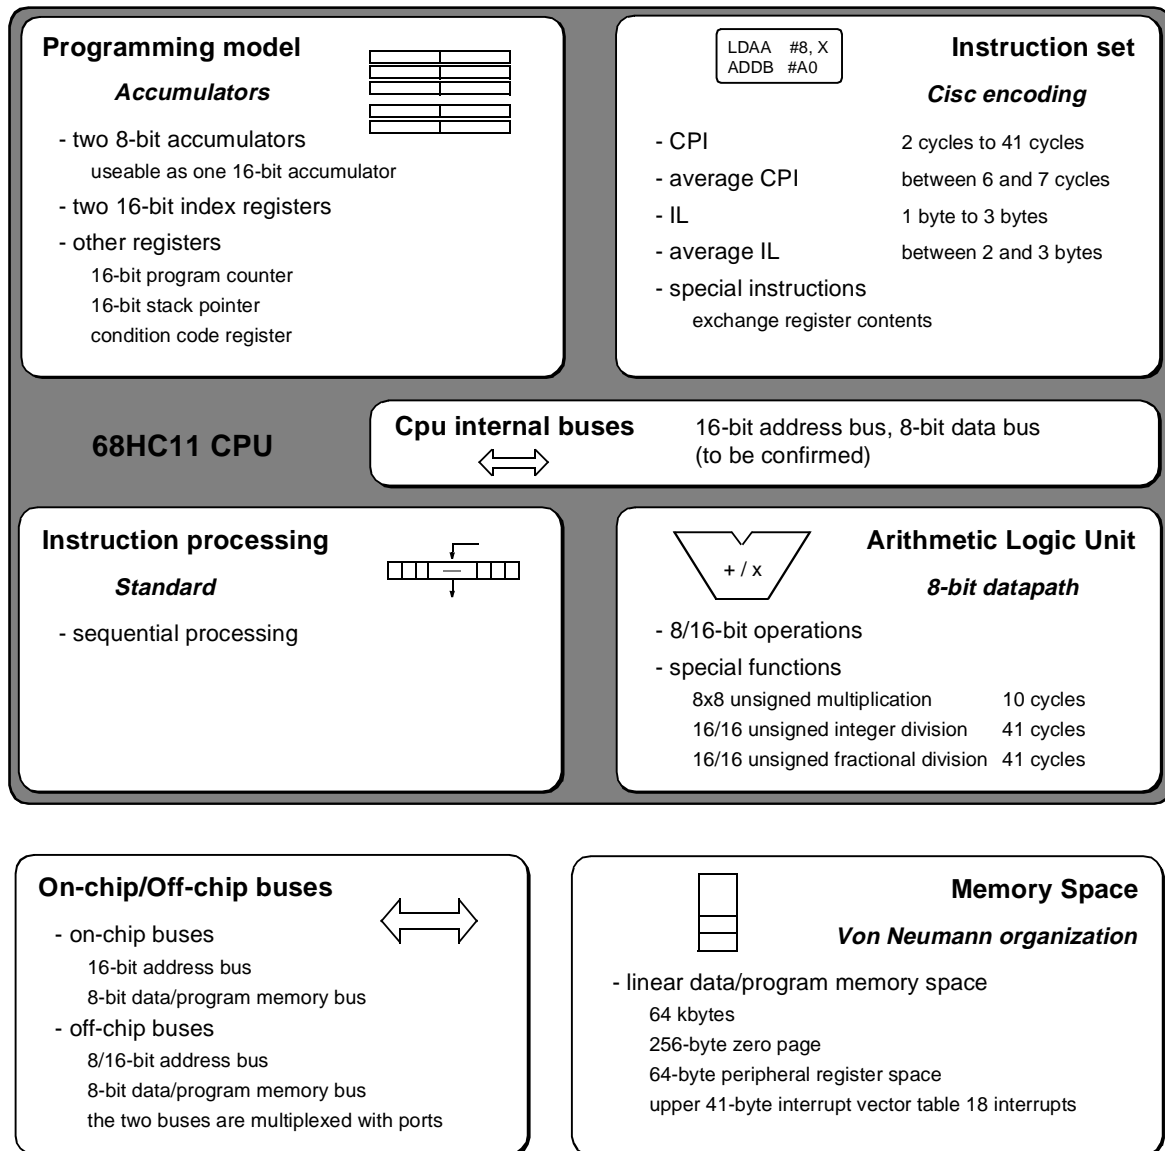 Programming model
Accumulators
- two 8-bit accumulators
useable as one 16-bit accumulator
- two 16-bit index registers
- other registers
16-bit program counter
16-bit stack pointer
condition code register
LDAA #8, X
ADDB #A0
Instruction set
Cisc encoding
- CPI 2 cycles to 41 cycles
- average CPI between 6 and 7 cycles
- IL 1 byte to 3 bytes
- average IL between 2 and 3 bytes
- special instructions
exchange register contents
68HC11 CPU
Cpu internal buses
16-bit address bus, 8-bit data bus
(to be confirmed)
Instruction processing
Standard
- sequential processing
+ / x
Arithmetic Logic Unit
8-bit datapath
- 8/16-bit operations
- special functions
8x8 unsigned multiplication 10 cycles
16/16 unsigned integer division 41 cycles
16/16 unsigned fractional division 41 cycles
On-chip/Off-chip buses
- on-chip buses
16-bit address bus
8-bit data/program memory bus
- off-chip buses
8/16-bit address bus
8-bit data/program memory bus
the two buses are multiplexed with ports
Memory Space
Von Neumann organization
- linear data/program memory space
64 kbytes
256-byte zero page
64-byte peripheral register space
upper 41-byte interrupt vector table 18 interrupts